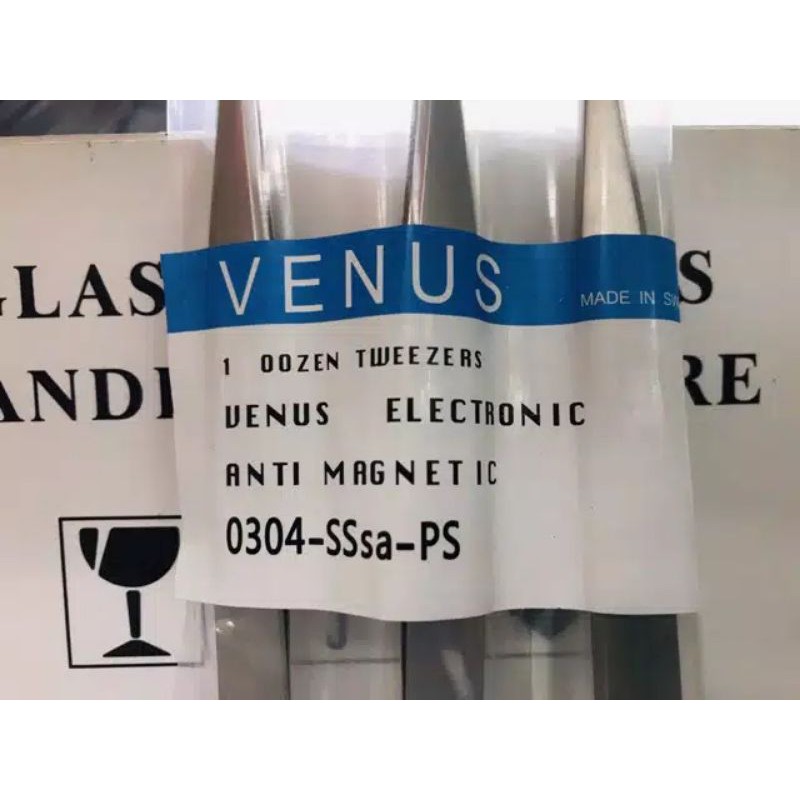 VENUS
MADE IN SW
1 OOZEN TWEEZERS
VENUS ELECTRONIC
ANTI MAGNETIC
0304-SSsa-PS
GLAS
S
ANDL
RE